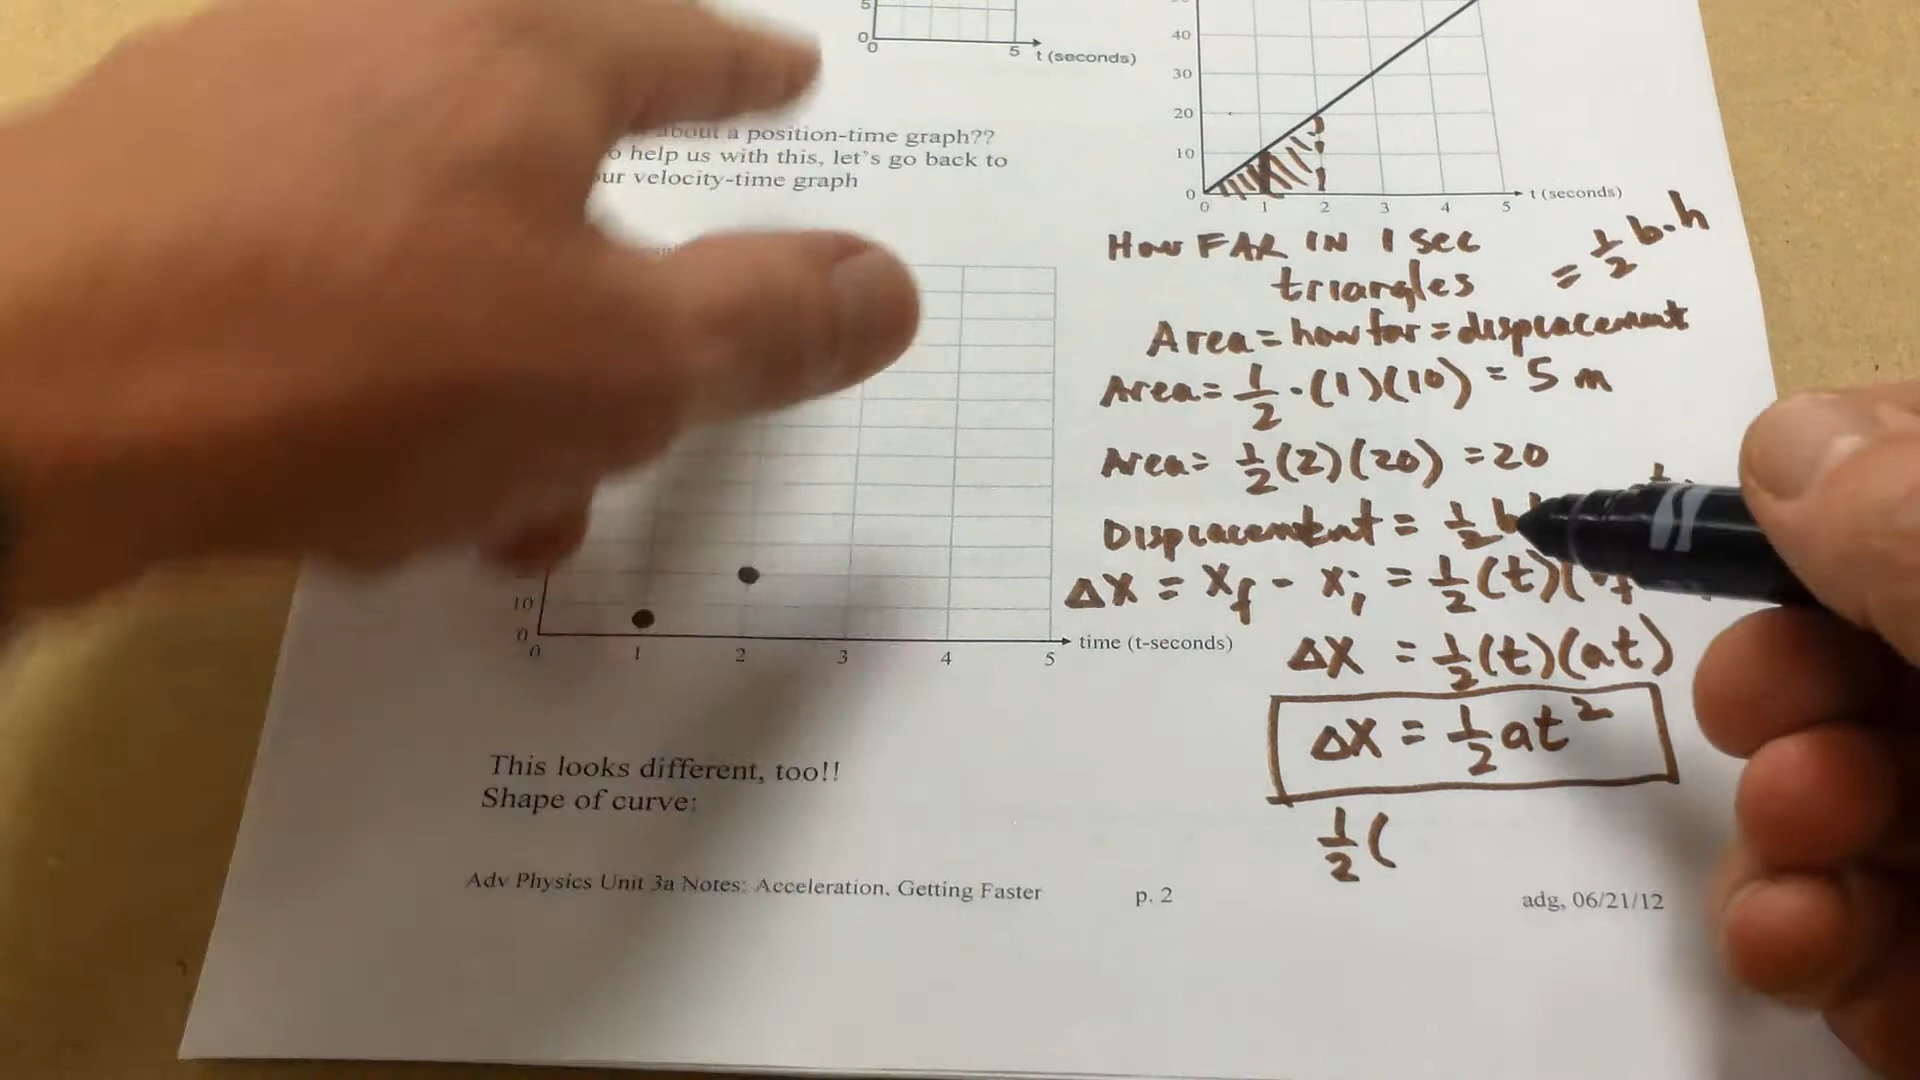 5
0
0 5 t (seconds)
40
30
20
10
0
0 1 2 3 4 5 t (seconds)
about a position-time graph??
help us with this, let's go back to
velocity-time graph
How FAR IN 1 sec
triangles = 1/2 b·h
Area = how far = displacement
Area = 1/2 · (1)(10) = 5 m
Area = 1/2 (2)(20) = 20
Displacement = 1/2
Δx = xf - xi = 1/2 (t)(
Δx = 1/2 (t)(at)
Δx = 1/2 at²
1/2 (
10
0
0 1 2 3 4 5 time (t-seconds)
This looks different, too!!
Shape of curve:
Adv Physics Unit 3a Notes: Acceleration. Getting Faster p. 2 adg, 06/21/12